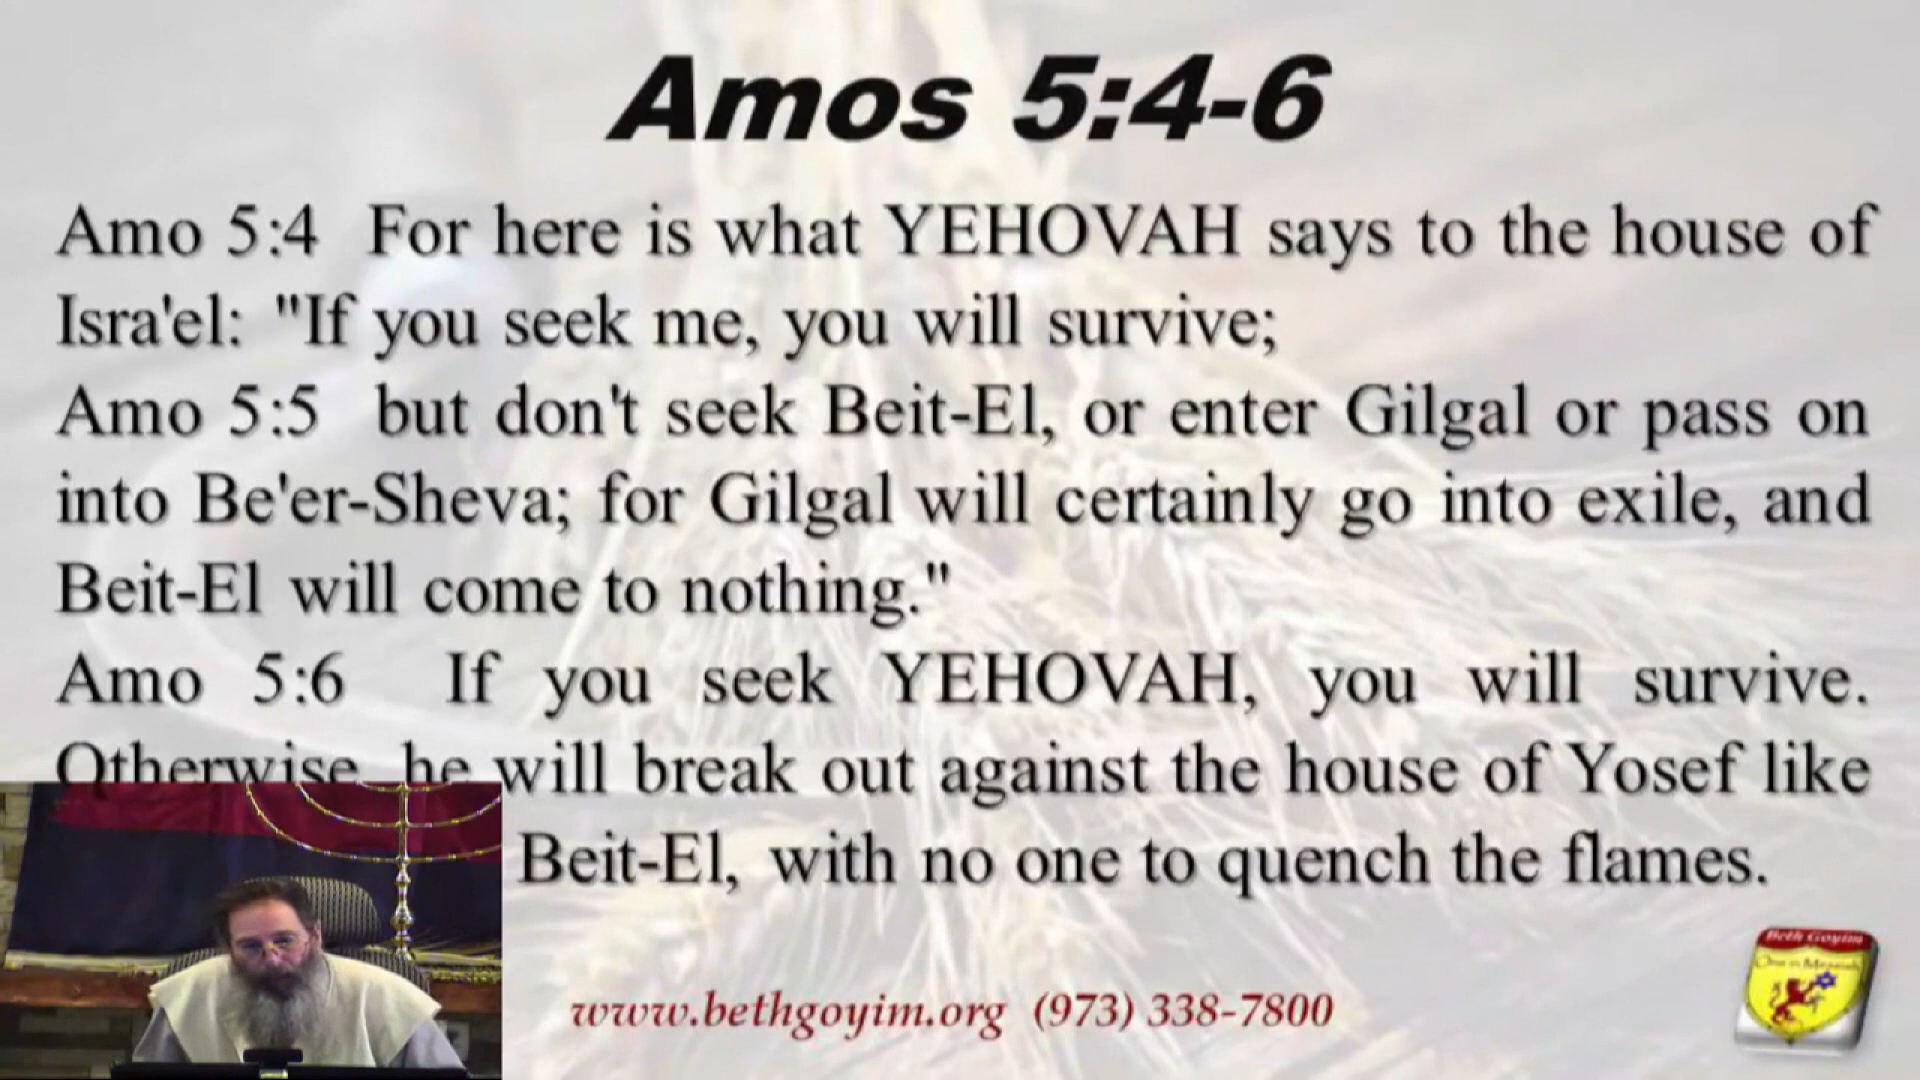 Amos 5:4-6
Amo 5:4 For here is what YEHOVAH says to the house of
Isra'el: "If you seek me, you will survive;
Amo 5:5 but don't seek Beit-El, or enter Gilgal or pass on
into Be'er-Sheva; for Gilgal will certainly go into exile, and
Beit-El will come to nothing."
Amo 5:6 If you seek YEHOVAH, you will survive.
Otherwise, he will break out against the house of Yosef like
Beit-El, with no one to quench the flames.
Beth Goyim
One in Messiah
www.bethgoyim.org (973) 338-7800